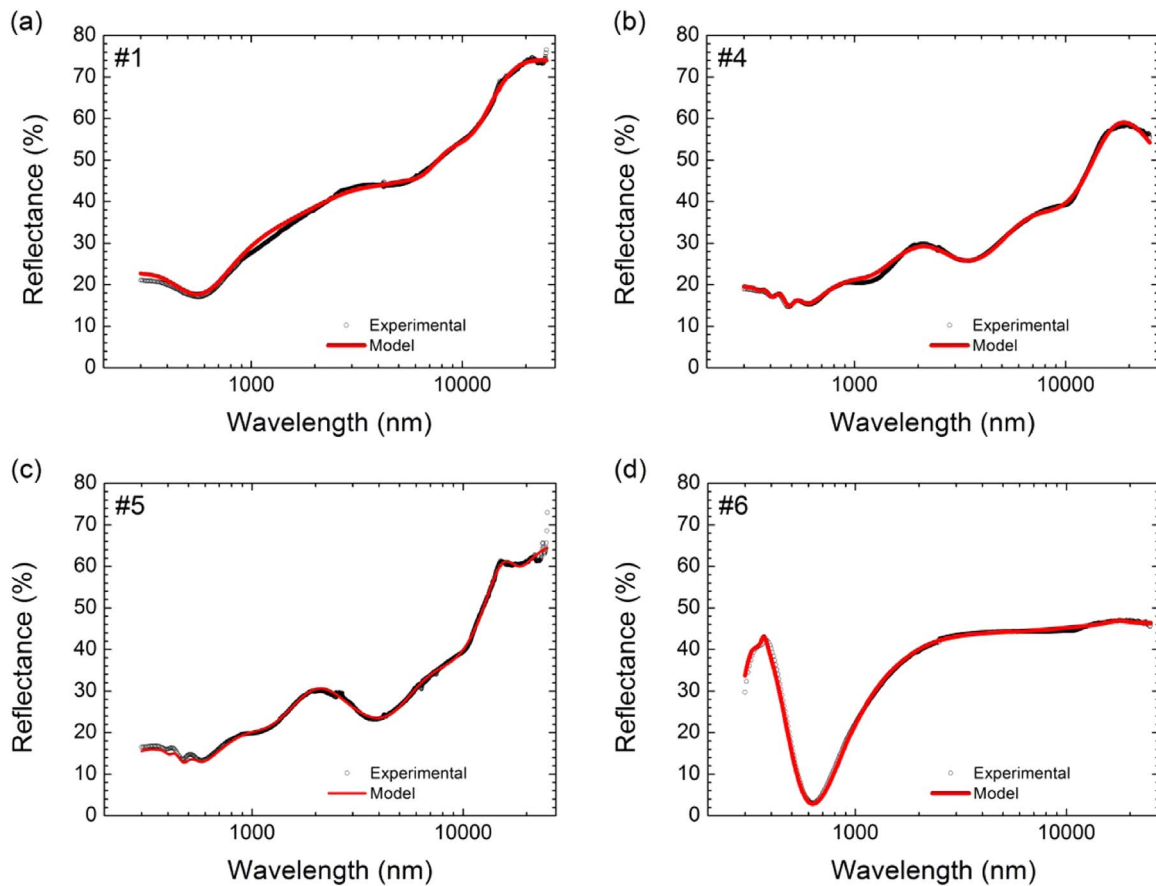 (a)
#1
80
70
60
50
40
30
20
10
0
Reflectance (%)
Experimental
Model
1000 10000
Wavelength (nm)
(b)
#4
80
70
60
50
40
30
20
10
0
Reflectance (%)
Experimental
Model
1000 10000
Wavelength (nm)
(c)
#5
80
70
60
50
40
30
20
10
0
Reflectance (%)
Experimental
Model
1000 10000
Wavelength (nm)
(d)
#6
80
70
60
50
40
30
20
10
0
Reflectance (%)
Experimental
Model
1000 10000
Wavelength (nm)